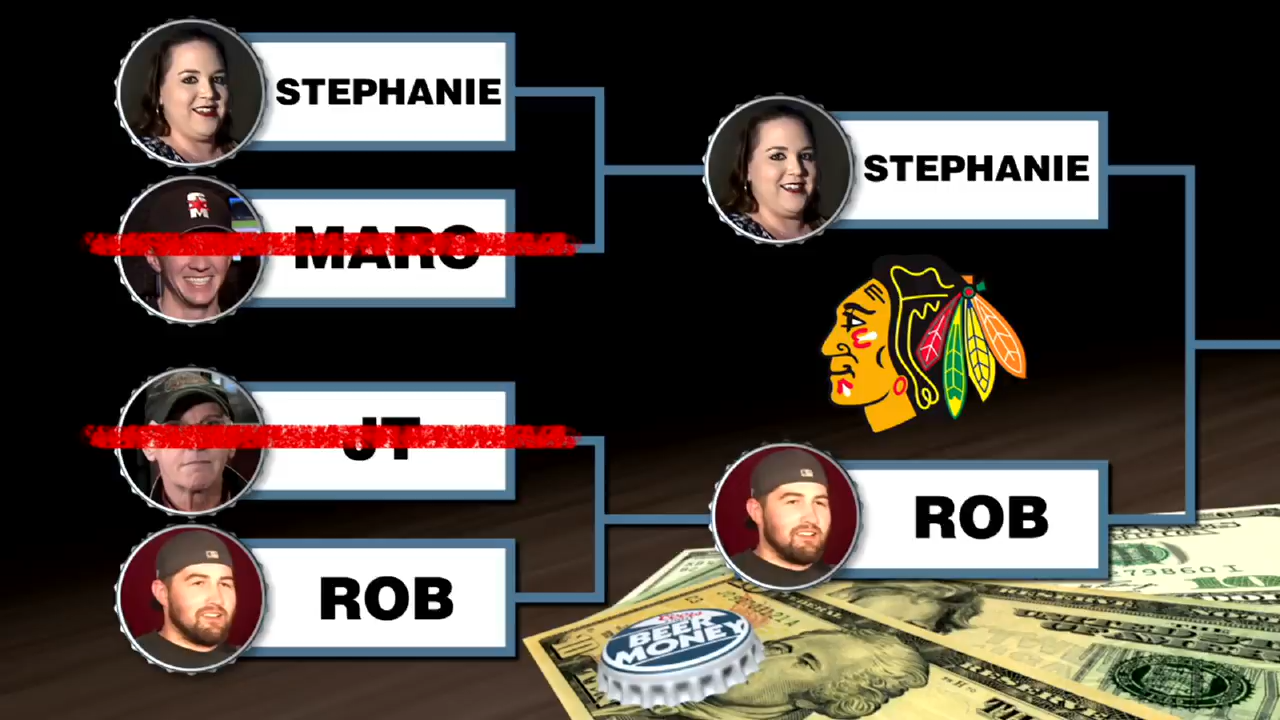 STEPHANIE
STEPHANIE
MARC
JT
ROB
ROB
BEER
MONEY